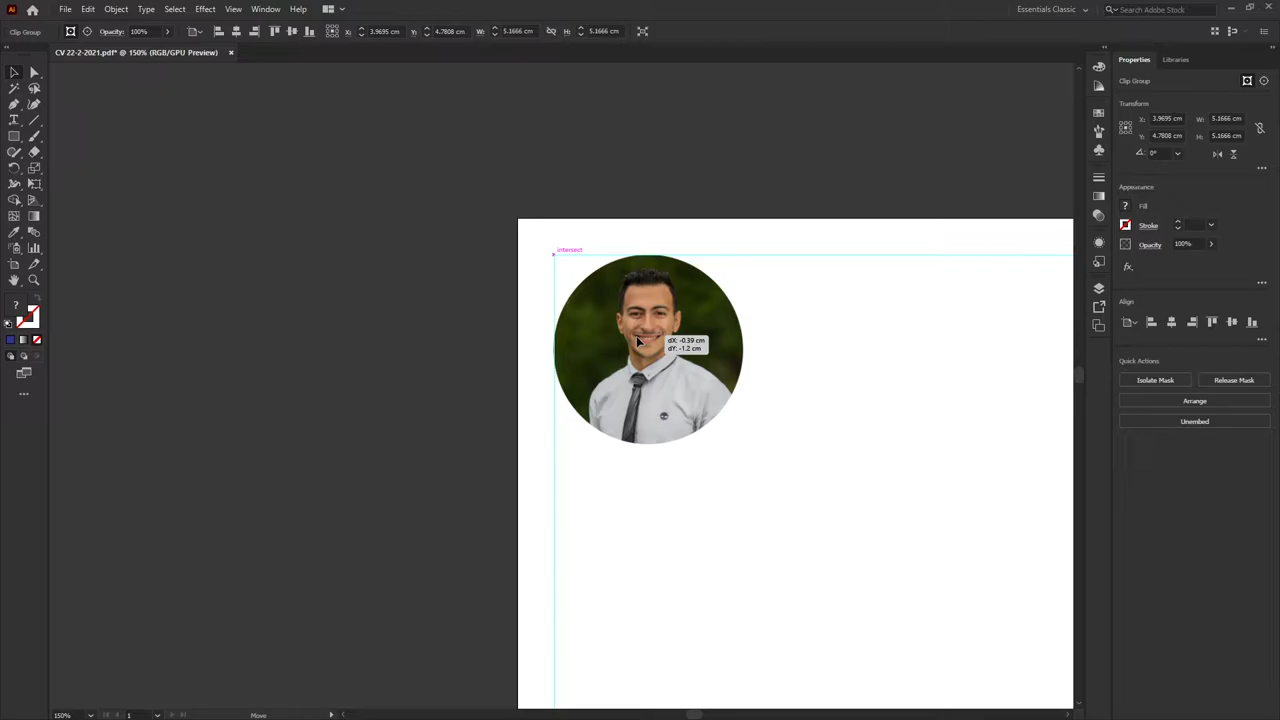 Ai File Edit Object Type Select Effect View Window Help Essentials Classic Search Adobe Stock
Clip Group Opacity: 100% X: 3.9695 cm Y: 4.7808 cm W: 5.1666 cm H: 5.1666 cm
CV 22-2-2021.pdf* @ 150% (RGB/GPU Preview) ×
Properties Libraries
Clip Group
Transform
X: 3.9695 cm W: 5.1666 cm
Y: 4.7808 cm H: 5.1666 cm
0°
Appearance
? Fill
Stroke
Opacity 100%
fx.
Align
Quick Actions
Isolate Mask Release Mask
Arrange
Unembed
intersect
dX: -0.39 cm
dY: -1.2 cm
?
150% 1 Move